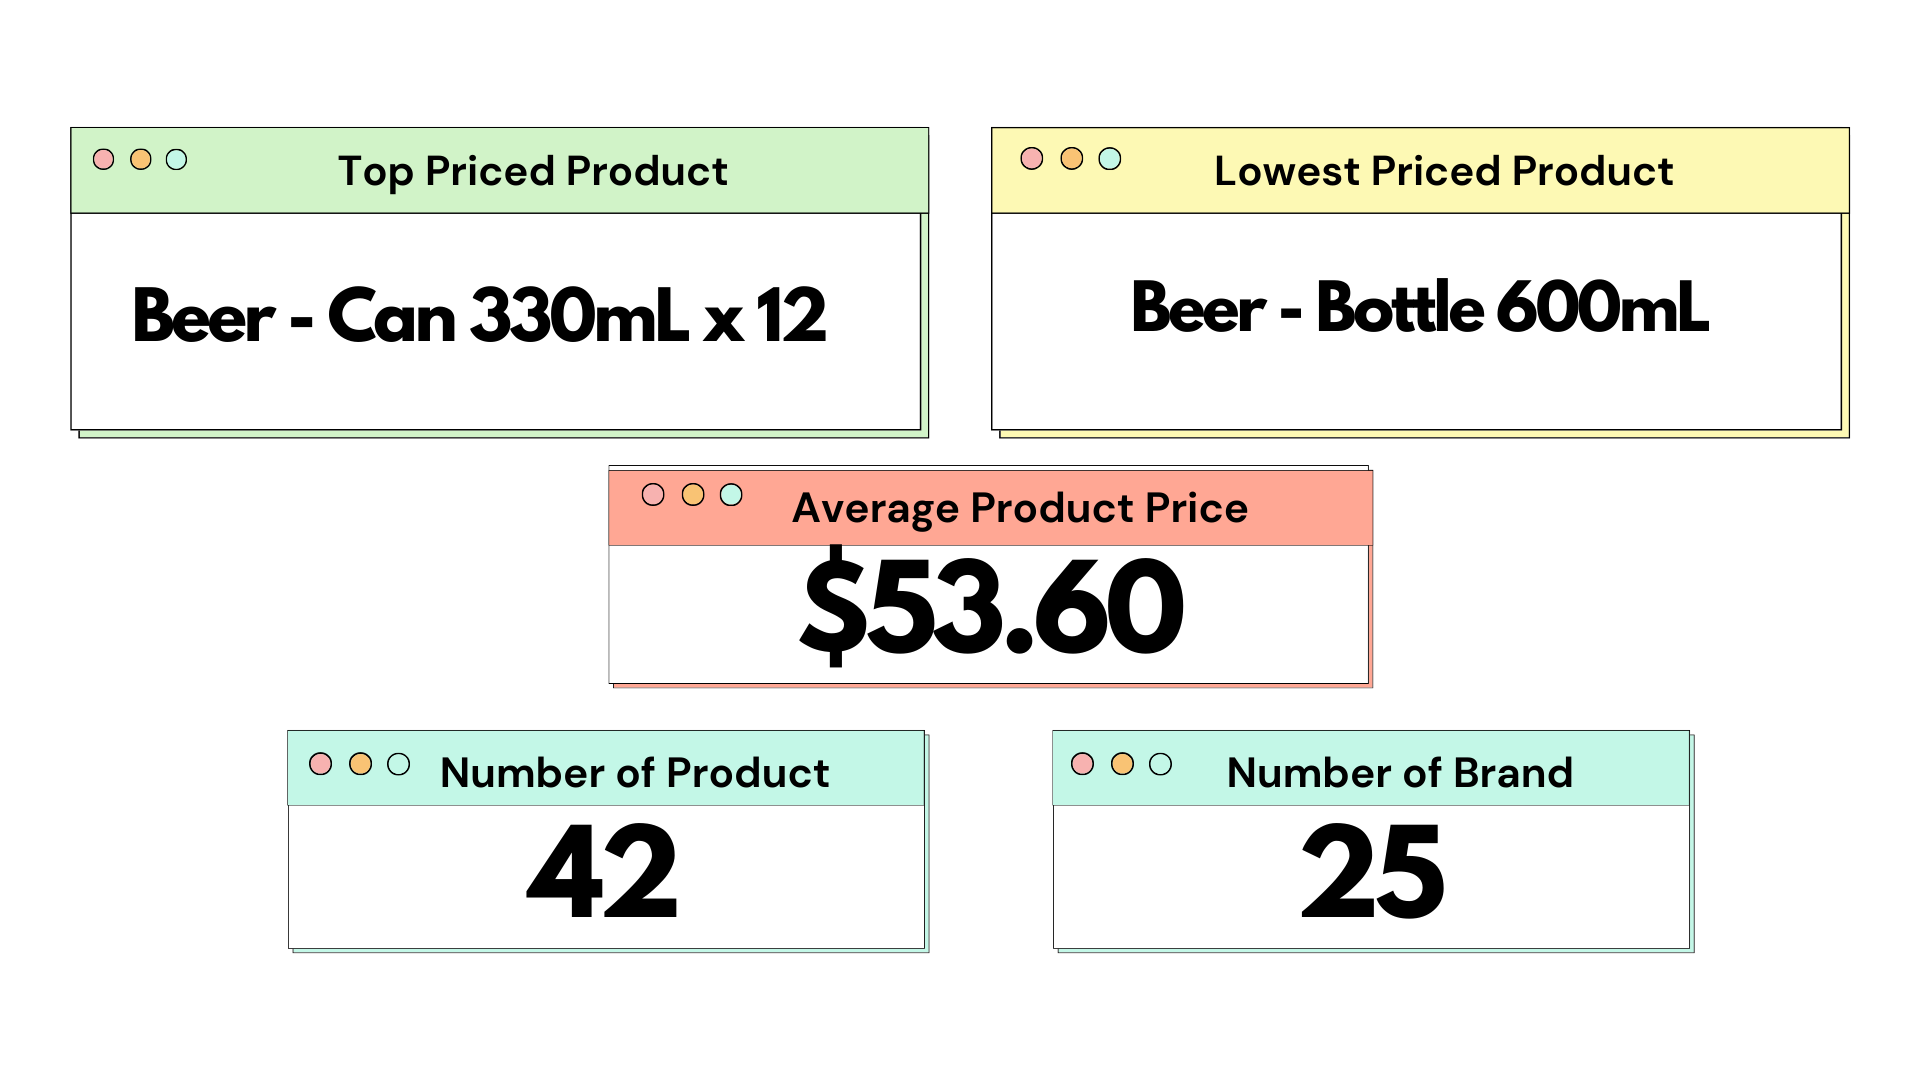 Top Priced Product
Beer - Can 330mL x 12
Lowest Priced Product
Beer - Bottle 600mL
Average Product Price
$53.60
Number of Product
42
Number of Brand
25